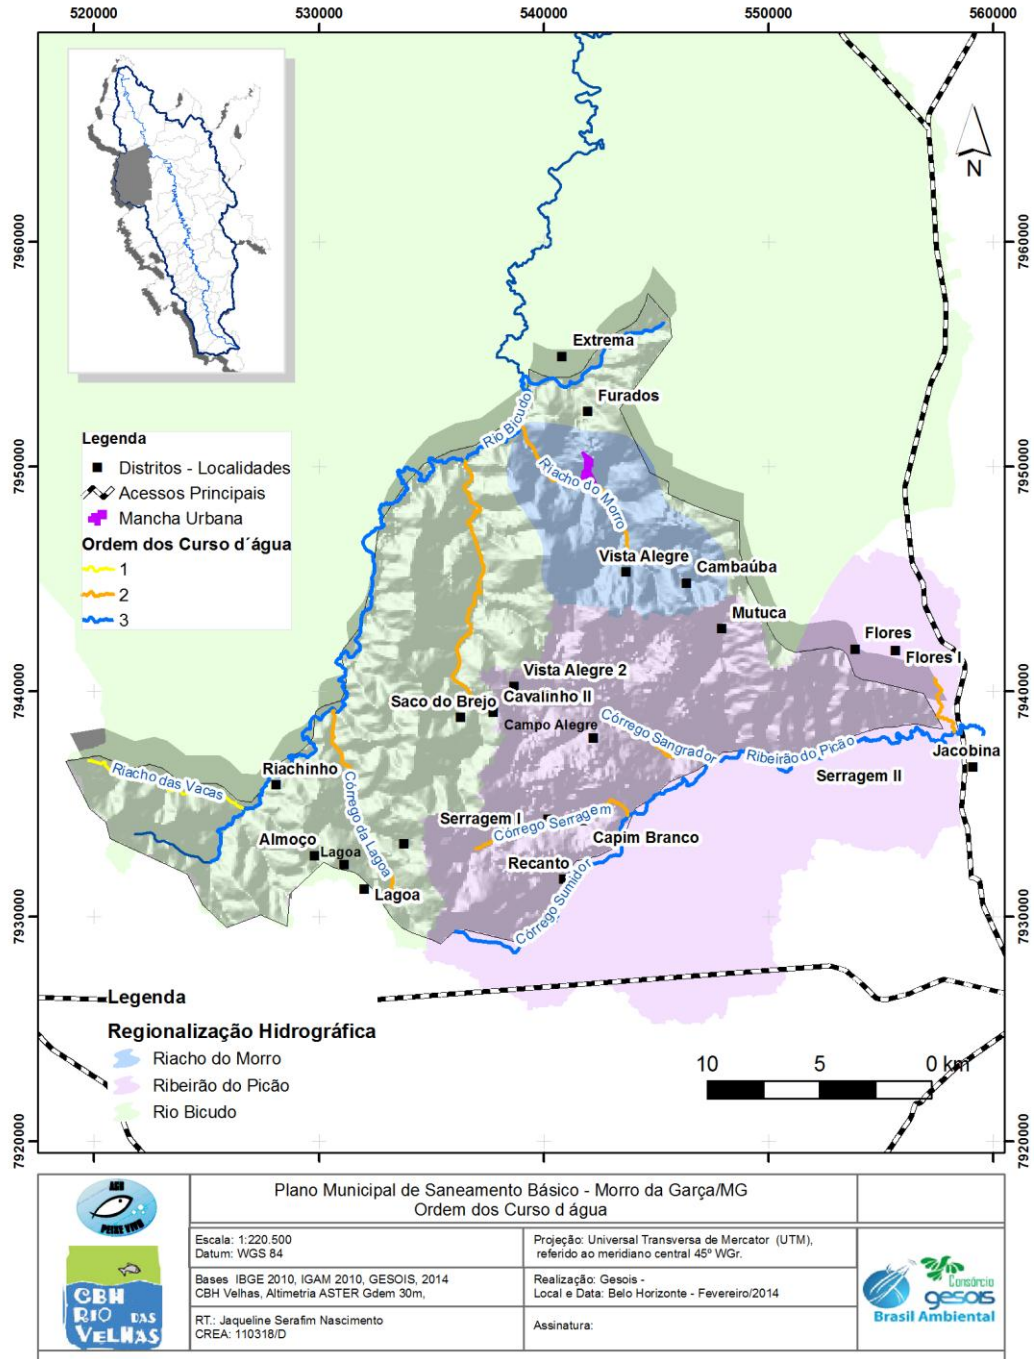 520000
530000
540000
550000
560000
N
7960000
7960000
Extrema
Furados
Rio Bicudo
Legenda
Distritos - Localidades
Acessos Principais
Mancha Urbana
Ordem dos Curso d´água
1
2
3
7950000
7950000
Riacho do Morro
Vista Alegre
Cambaúba
Mutuca
Flores
Flores I
7940000
7940000
Vista Alegre 2
Saco do Brejo
Cavalinho II
Campo Alegre
Córrego Sangrador
Ribeirão do Picão
Jacobina
Serragem II
Riachinho
Riacho das Vacas
Córrego da Lagoa
Serragem I
Córrego Serragem
Capim Branco
Almoço
Lagoa
Recanto
Lagoa
Córrego Sumidor
7930000
7930000
Legenda
Regionalização Hidrográfica
Riacho do Morro
Ribeirão do Picão
Rio Bicudo
10 5 0 km
7920000
7920000
AGB
PEIXE VIVO
CBH
RIO DAS
VELHAS
Plano Municipal de Saneamento Básico - Morro da Garça/MG
Ordem dos Curso d água
Escala: 1:220.500
Datum: WGS 84
Projeção: Universal Transversa de Mercator (UTM),
referido ao meridiano central 45º WGr.
Bases IBGE 2010, IGAM 2010, GESOIS, 2014
CBH Velhas, Altimetria ASTER Gdem 30m,
Realização: Gesois -
Local e Data: Belo Horizonte - Fevereiro/2014
RT.: Jaqueline Serafim Nascimento
CREA: 110318/D
Assinatura:
Consórcio
gesois
Brasil Ambiental